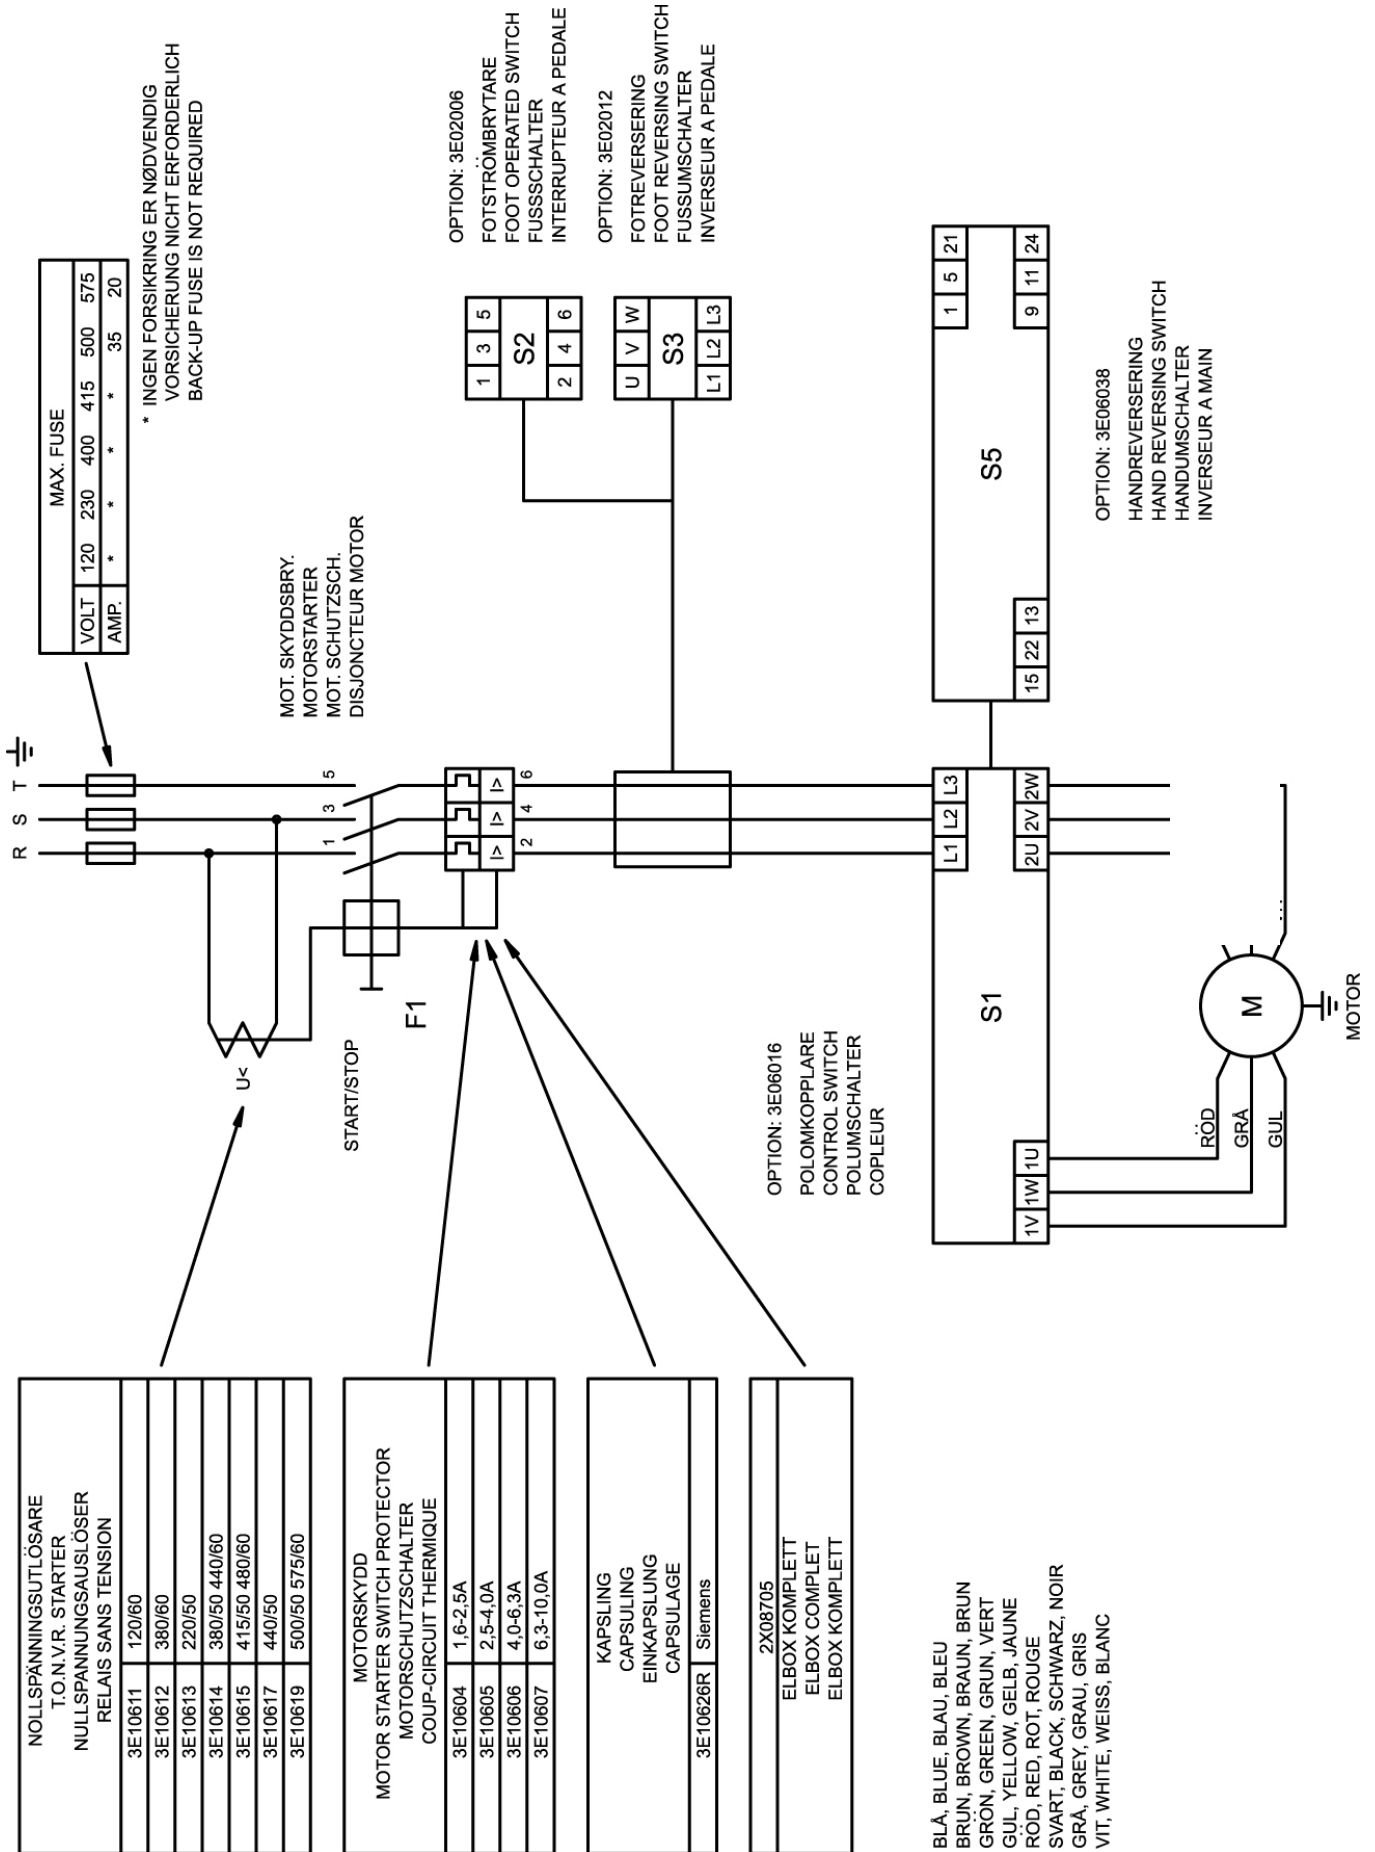 NOLLSPÄNNINGSUTLÖSARE
T.O.N.V.R. STARTER
NULLSPANNUNGSAUSLÖSER
RELAIS SANS TENSION
3E10611 120/60
3E10612 380/60
3E10613 220/50
3E10614 380/50 440/60
3E10615 415/50 480/60
3E10617 440/50
3E10619 500/50 575/60
MOTORSKYDD
MOTOR STARTER SWITCH PROTECTOR
MOTORSCHUTZSCHALTER
COUP-CIRCUIT THERMIQUE
3E10604 1,6-2,5A
3E10605 2,5-4,0A
3E10606 4,0-6,3A
3E10607 6,3-10,0A
KAPSLING
CAPSULING
EINKAPSLUNG
CAPSULAGE
3E10626R Siemens
2X08705
ELBOX KOMPLETT
ELBOX COMPLET
ELBOX KOMPLETT
BLÅ, BLUE, BLAU, BLEU
BRUN, BROWN, BRAUN, BRUN
GRÖN, GREEN, GRUN, VERT
GUL, YELLOW, GELB, JAUNE
RÖD, RED, ROT, ROUGE
SVART, BLACK, SCHWARZ, NOIR
GRÅ, GREY, GRAU, GRIS
VIT, WHITE, WEISS, BLANC
R S T
U<
START/STOP
F1
1 3 5
I> I> I>
2 4 6
MOT. SKYDDSBRY.
MOTORSTARTER
MOT. SCHUTZSCH.
DISJONCTEUR MOTOR
MAX. FUSE
VOLT 120 230 400 415 500 575
AMP. * * * * 35 20
* INGEN FORSIKRING ER NØDVENDIG
VORSICHERUNG NICHT ERFORDERLICH
BACK-UP FUSE IS NOT REQUIRED
OPTION: 3E02006
FOTSTRÖMBRYTARE
FOOT OPERATED SWITCH
FUSSSCHALTER
INTERRUPTEUR A PEDALE
1 3 5
S2
2 4 6
OPTION: 3E02012
FOTREVERSERING
FOOT REVERSING SWITCH
FUSSUMSCHALTER
INVERSEUR A PEDALE
U V W
S3
L1 L2 L3
OPTION: 3E06016
POLOMKOPPLARE
CONTROL SWITCH
POLUMSCHALTER
COPLEUR
L1 L2 L3
S1
1V 1W 1U
2U 2V 2W
1 5 21
S5
15 22 13
9 11 24
OPTION: 3E06038
HANDREVERSERING
HAND REVERSING SWITCH
HANDUMSCHALTER
INVERSEUR A MAIN
RÖD
GRÅ
GUL
M
...
MOTOR